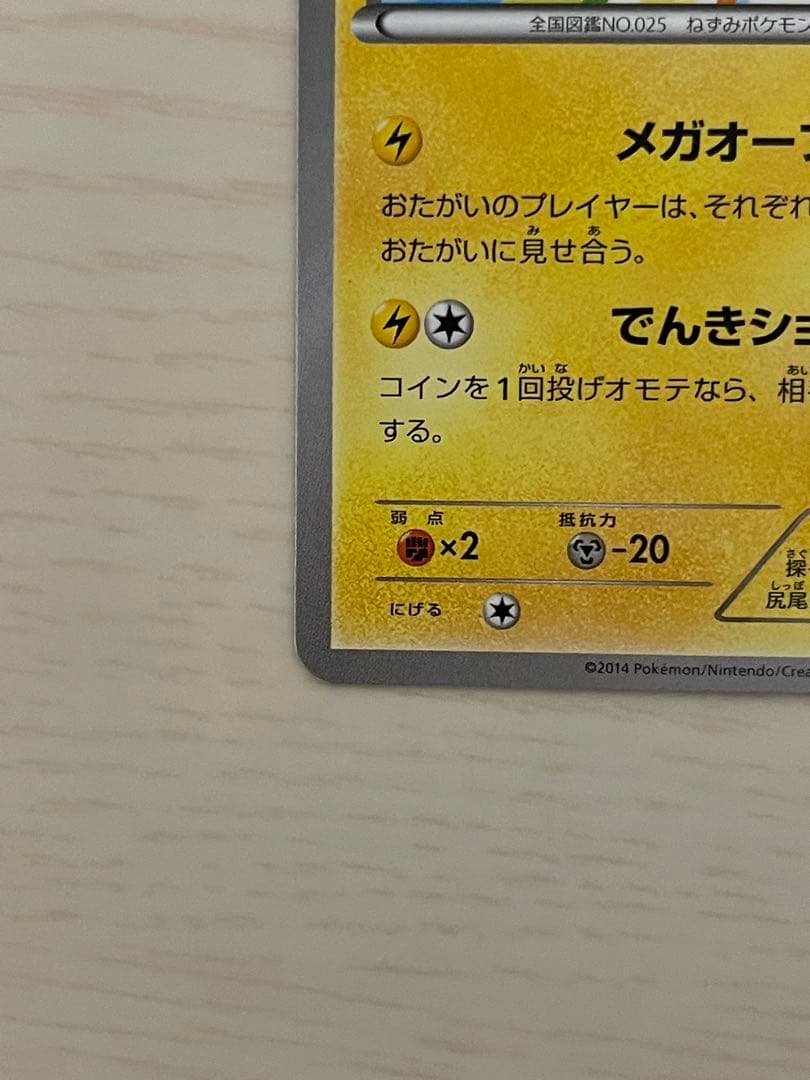 全国図鑑NO.025 ねずみポケモン
メガオー
おたがいのプレイヤーは、それぞれ
おたがいに見せ合う。
でんきショ
コインを1回投げオモテなら、相
する。
弱点 抵抗力
×2 -20
探
尻尾
にげる
©2014 Pokémon/Nintendo/Crea